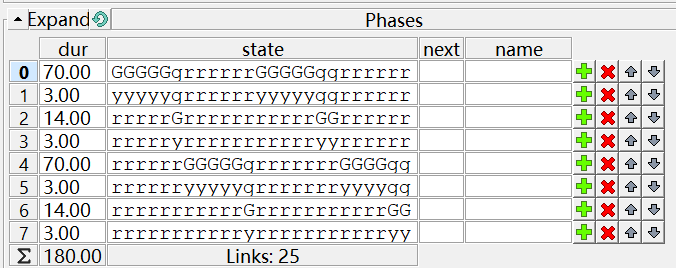 Expand Phases
dur state next name
0 70.00 GGGGGgrrrrrrGGGGGggrrrrrr
1 3.00 yyyyygrrrrrryyyyyggrrrrrr
2 14.00 rrrrrGrrrrrrrrrrrGGrrrrrr
3 3.00 rrrrryrrrrrrrrrrryyrrrrrr
4 70.00 rrrrrrGGGGGgrrrrrrrGGGGgg
5 3.00 rrrrrryyyyygrrrrrrryyyygg
6 14.00 rrrrrrrrrrrGrrrrrrrrrrrGG
7 3.00 rrrrrrrrrrryrrrrrrrrrrryy
Σ 180.00 Links: 25